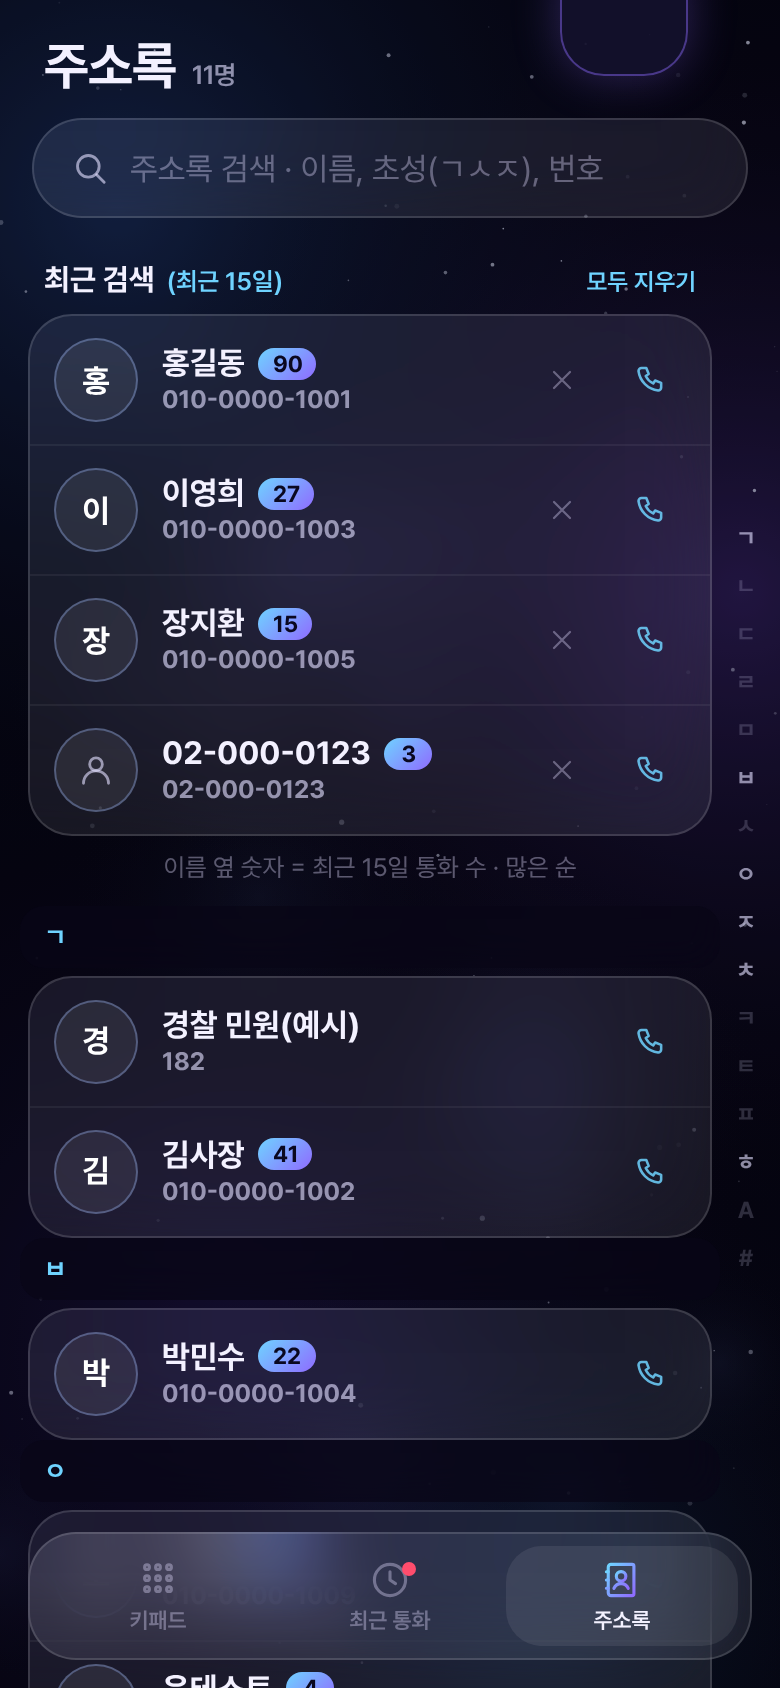 주소록 11명
주소록 검색 · 이름, 초성(ㄱㅅㅈ), 번호
최근 검색 (최근 15일) 모두 지우기
홍 홍길동 90
010-0000-1001
이 이영희 27
010-0000-1003
장 장지환 15
010-0000-1005
02-000-0123 3
02-000-0123
이름 옆 숫자 = 최근 15일 통화 수 · 많은 순
ㄱ
경 경찰 민원(예시)
182
김 김사장 41
010-0000-1002
ㅂ
박 박민수 22
010-0000-1004
ㅇ
키패드 최근 통화 주소록
윤테스트 4
ㄱ
ㄴ
ㄷ
ㄹ
ㅁ
ㅂ
ㅅ
ㅇ
ㅈ
ㅊ
ㅋ
ㅌ
ㅍ
ㅎ
A
#